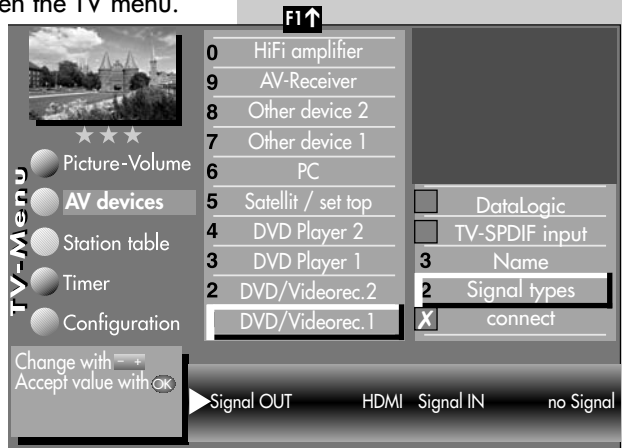 en the TV menu.
F1↑
TV-Menu
Picture-Volume
AV devices
Station table
Timer
Configuration
0 HiFi amplifier
9 AV-Receiver
8 Other device 2
7 Other device 1
6 PC
5 Satellit / set top
4 DVD Player 2
3 DVD Player 1
2 DVD/Videorec.2
DVD/Videorec.1
DataLogic
TV-SPDIF input
3 Name
2 Signal types
X connect
Change with - +
Accept value with OK
Signal OUT HDMI Signal IN no Signal